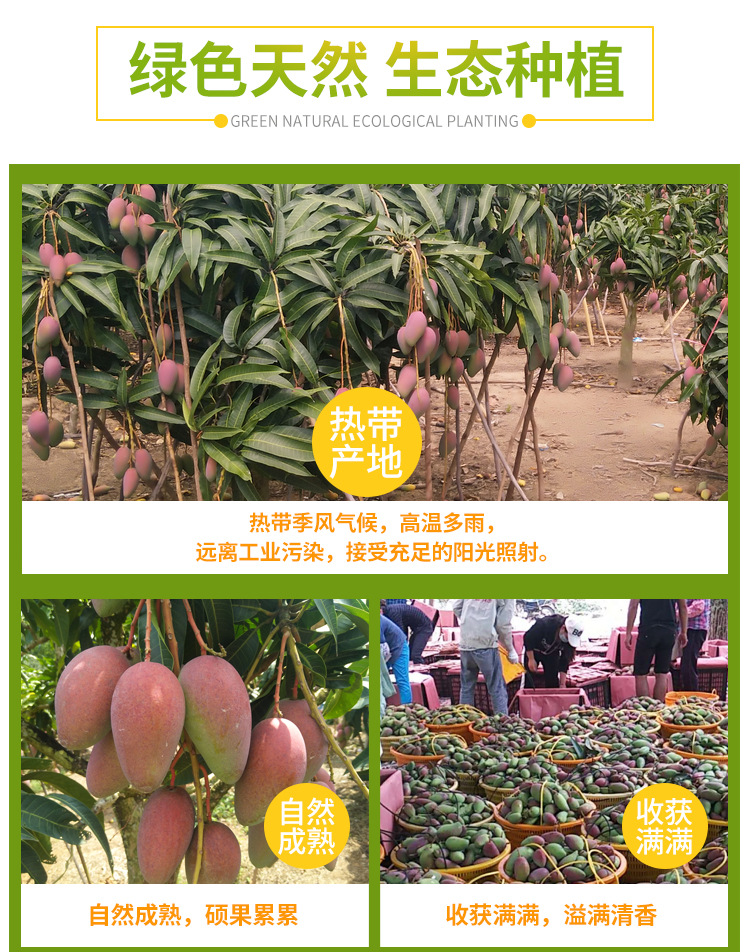 绿色天然 生态种植
GREEN NATURAL ECOLOGICAL PLANTING
热带
产地
热带季风气候，高温多雨，
远离工业污染，接受充足的阳光照射。
自然
成熟
收获
满满
自然成熟，硕果累累
收获满满，溢满清香